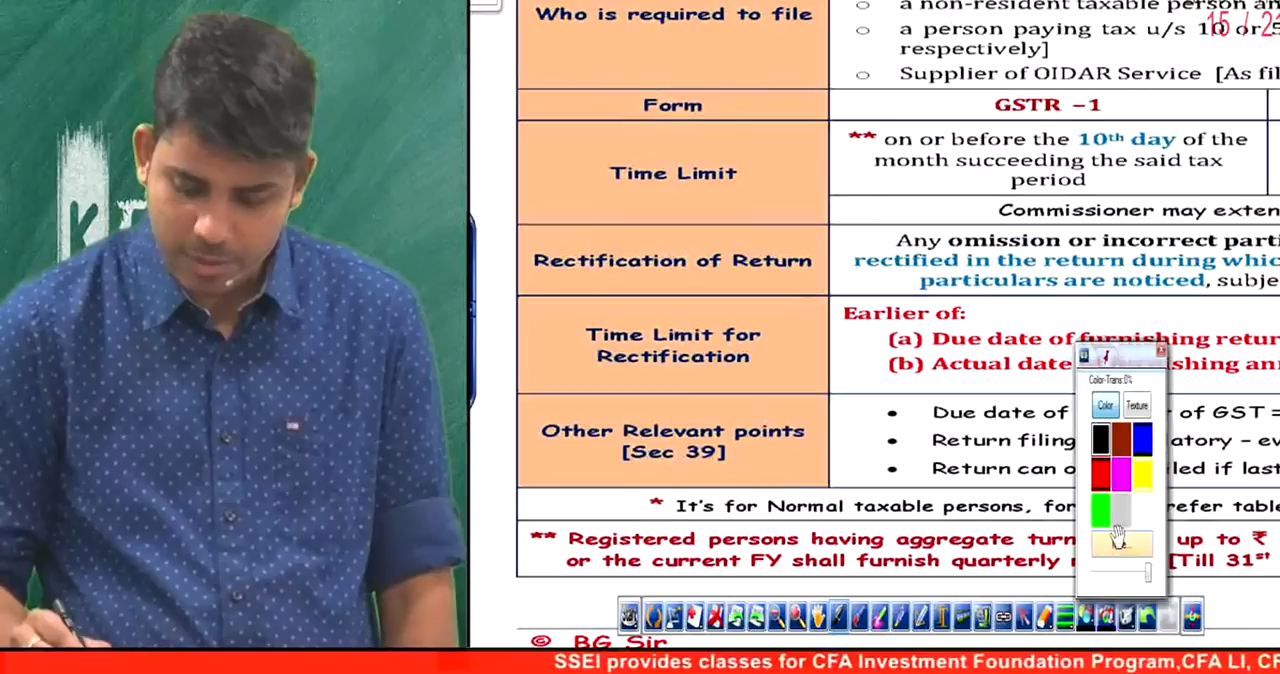 Who is required to file
a non-resident taxable person an
15 / 21
a person paying tax u/s 10 or 5
respectively]
Supplier of OIDAR Service [As fil
Form
GSTR –1
Time Limit
** on or before the 10th day of the
month succeeding the said tax
period
Commissioner may exten
Rectification of Return
Any omission or incorrect parti
rectified in the return during whic
particulars are noticed, subje
Time Limit for
Rectification
Earlier of:
(a) Due date of furnishing retur
(b) Actual date shing an
Other Relevant points
[Sec 39]
Due date of of GST =
Return filing atory – ev
Return can o led if last
* It's for Normal taxable persons, for refer table
** Registered persons having aggregate turn up to ₹
or the current FY shall furnish quarterly [Till 31st
Color-Trans:0%
Color
Texture
© BG Sir
SSEI provides classes for CFA Investment Foundation Program,CFA LI, CF